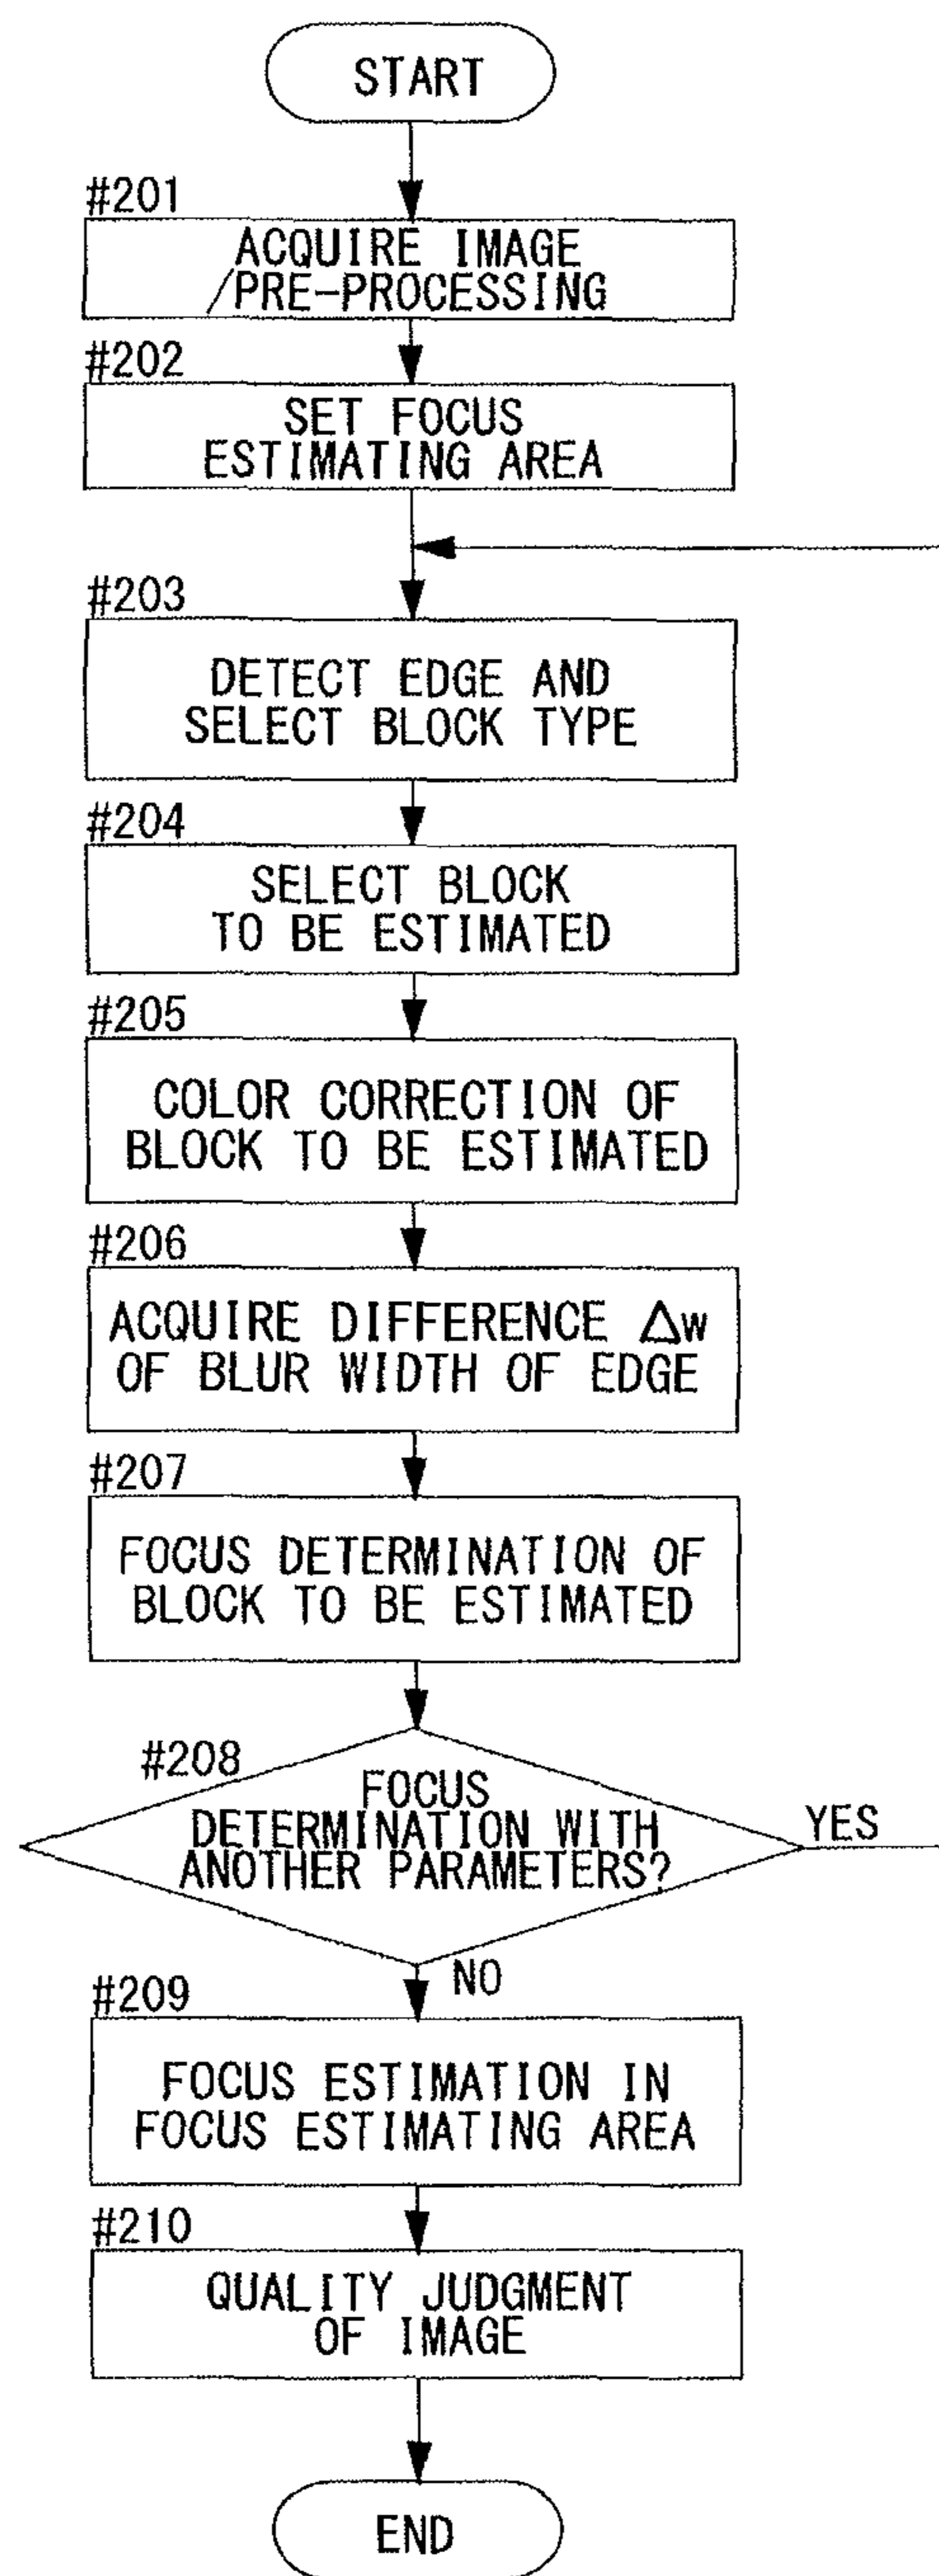 START
#201
ACQUIRE IMAGE
/PRE-PROCESSING
#202
SET FOCUS
ESTIMATING AREA
#203
DETECT EDGE AND
SELECT BLOCK TYPE
#204
SELECT BLOCK
TO BE ESTIMATED
#205
COLOR CORRECTION OF
BLOCK TO BE ESTIMATED
#206
ACQUIRE DIFFERENCE Δw
OF BLUR WIDTH OF EDGE
#207
FOCUS DETERMINATION OF
BLOCK TO BE ESTIMATED
#208
FOCUS
DETERMINATION WITH
ANOTHER PARAMETERS?
YES
NO
#209
FOCUS ESTIMATION IN
FOCUS ESTIMATING AREA
#210
QUALITY JUDGMENT
OF IMAGE
END